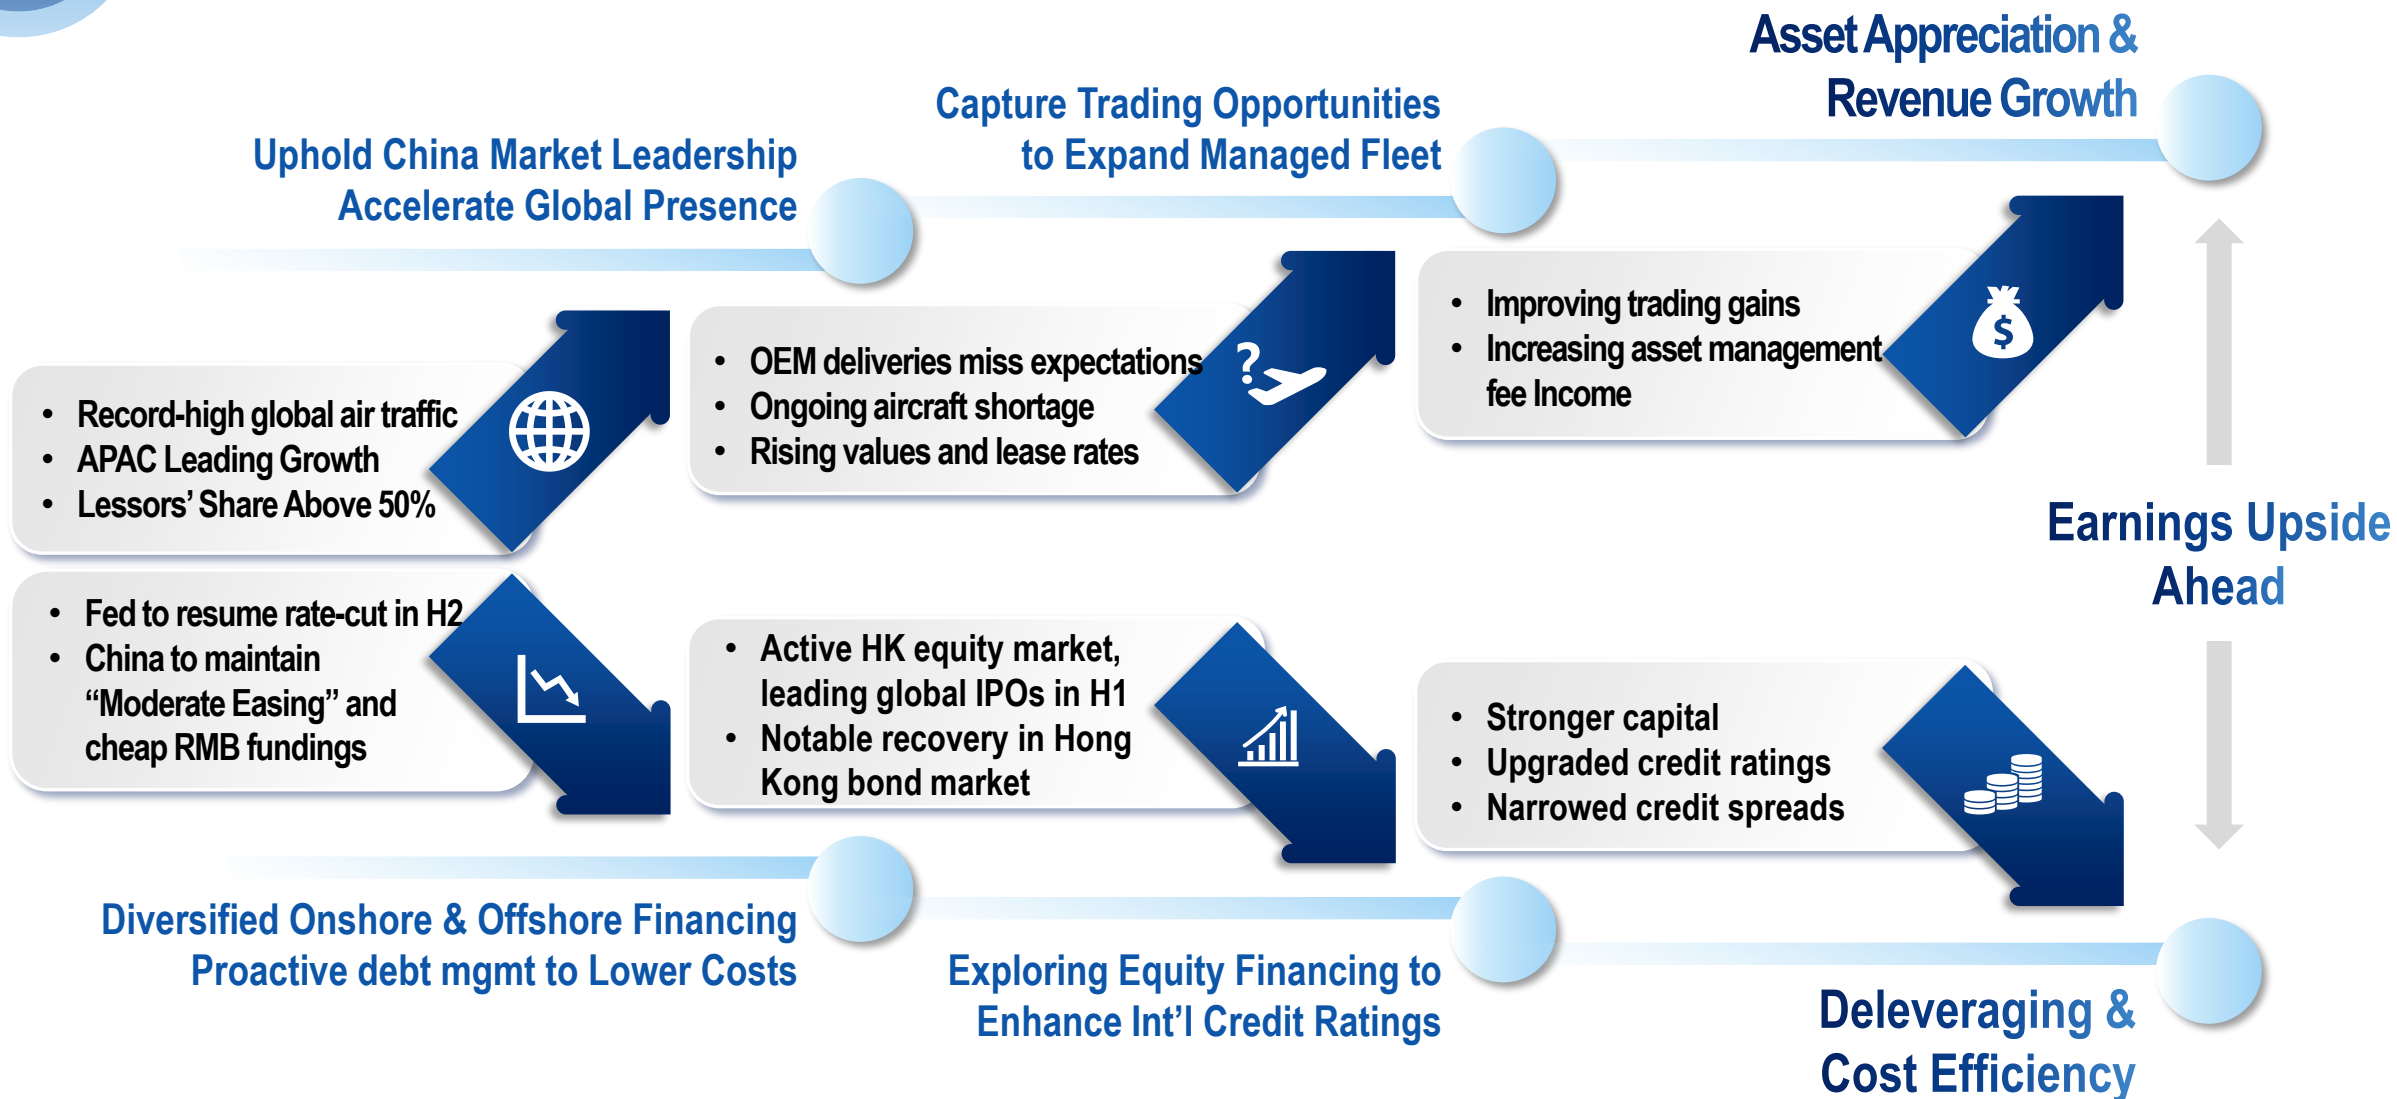 Asset Appreciation &
Revenue Growth
Capture Trading Opportunities
to Expand Managed Fleet
Uphold China Market Leadership
Accelerate Global Presence
• Record-high global air traffic
• APAC Leading Growth
• Lessors’ Share Above 50%
• OEM deliveries miss expectations
• Ongoing aircraft shortage
• Rising values and lease rates
?
• Improving trading gains
• Increasing asset management
fee Income
$
Earnings Upside
Ahead
• Fed to resume rate-cut in H2
• China to maintain
“Moderate Easing” and
cheap RMB fundings
• Active HK equity market,
leading global IPOs in H1
• Notable recovery in Hong
Kong bond market
• Stronger capital
• Upgraded credit ratings
• Narrowed credit spreads
Diversified Onshore & Offshore Financing
Proactive debt mgmt to Lower Costs
Exploring Equity Financing to
Enhance Int’l Credit Ratings
Deleveraging &
Cost Efficiency